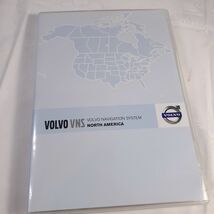 VOLVO VNS VOLVO NAVIGATION SYSTEM
NORTH AMERICA
VOLVO